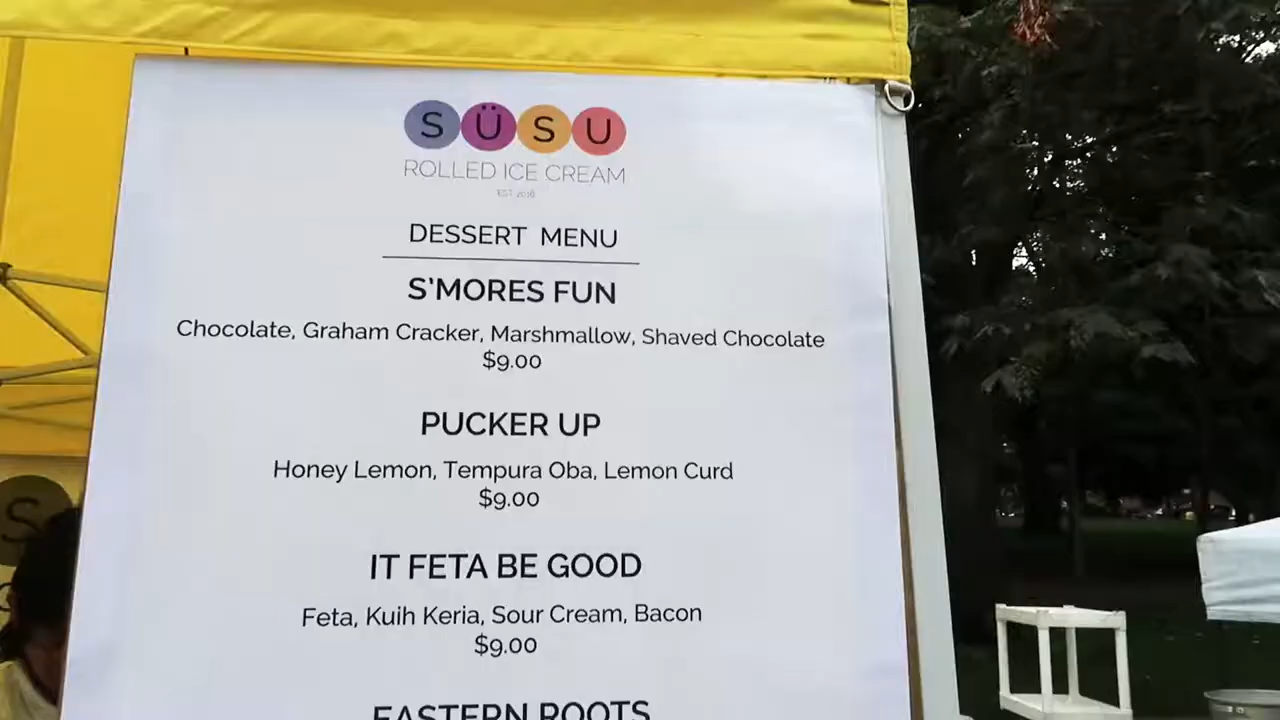 SÜSU
ROLLED ICE CREAM
EST. 2016
DESSERT MENU
S'MORES FUN
Chocolate, Graham Cracker, Marshmallow, Shaved Chocolate
$9.00
PUCKER UP
Honey Lemon, Tempura Oba, Lemon Curd
$9.00
IT FETA BE GOOD
Feta, Kuih Keria, Sour Cream, Bacon
$9.00
EASTERN ROOTS